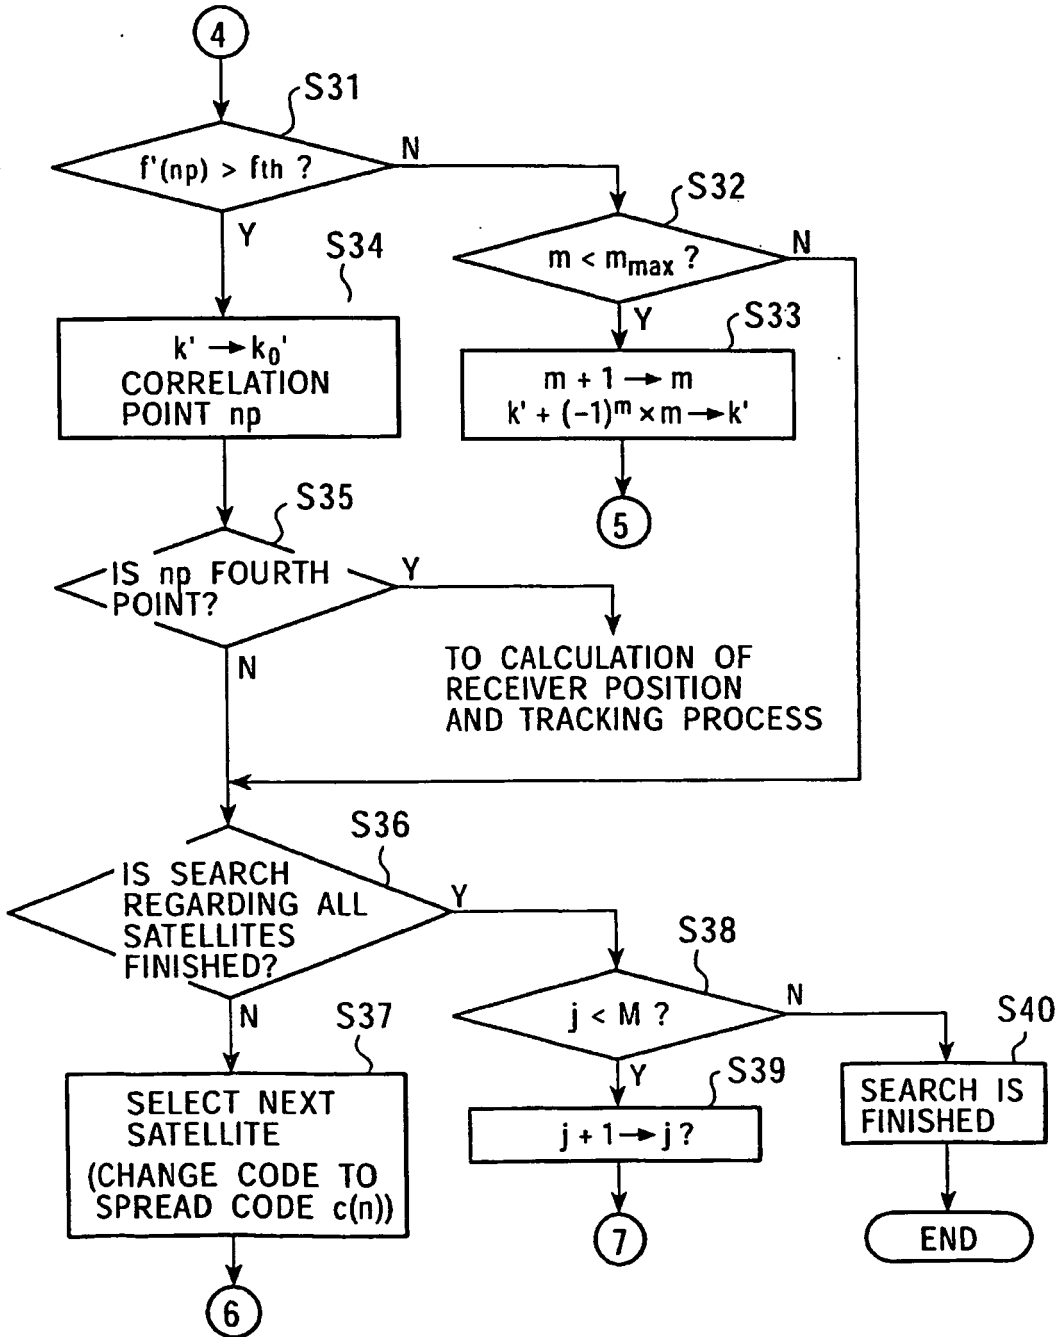 4
S31
f'(np) > fth ?
N
Y
S32
m < mmax ?
N
Y
S34
k' → k0'
CORRELATION
POINT np
S33
m + 1 → m
k' + (-1)^m × m → k'
5
S35
IS np FOURTH
POINT?
Y
N
TO CALCULATION OF
RECEIVER POSITION
AND TRACKING PROCESS
S36
IS SEARCH
REGARDING ALL
SATELLITES
FINISHED?
Y
N
S38
j < M ?
N
Y
S37
SELECT NEXT
SATELLITE
(CHANGE CODE TO
SPREAD CODE c(n))
S39
j + 1 → j ?
S40
SEARCH IS
FINISHED
6
7
END